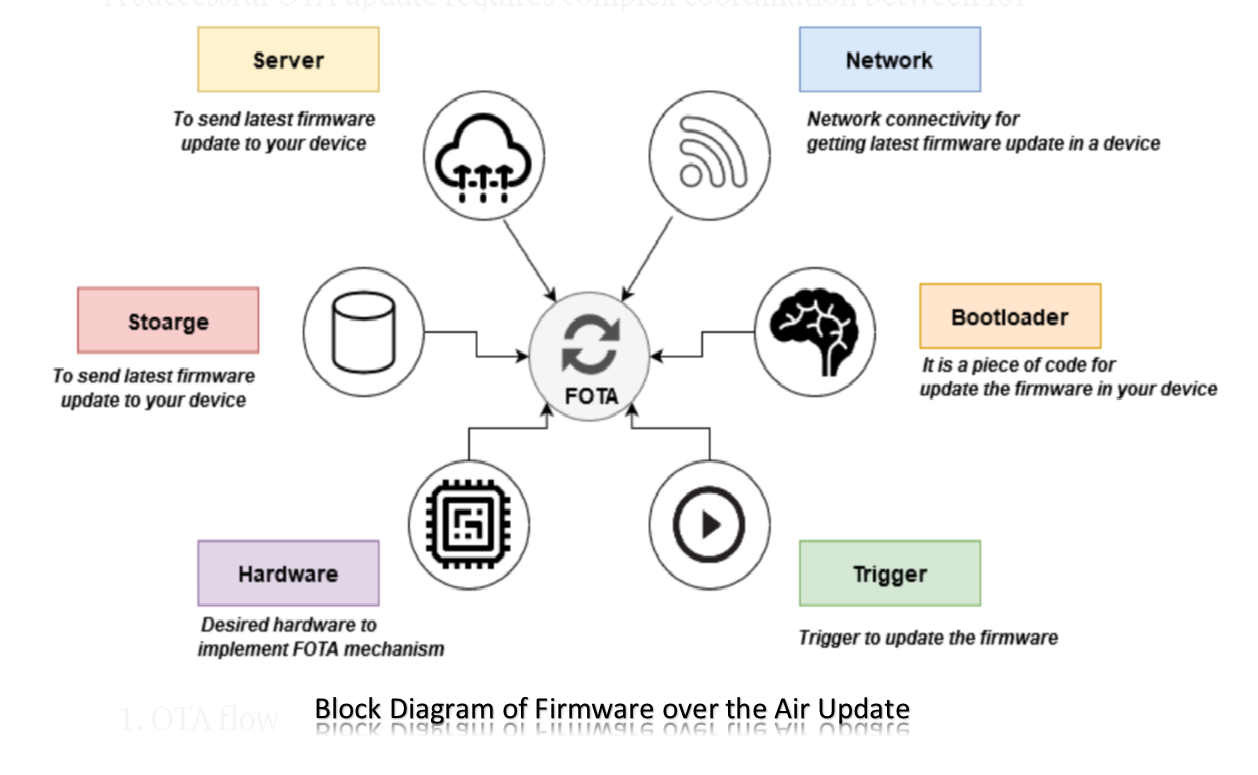 A successful OTA update requires complex coordination between IoT
Server
To send latest firmware
update to your device
Network
Network connectivity for
getting latest firmware update in a device
Stoarge
To send latest firmware
update to your device
FOTA
Bootloader
It is a piece of code for
update the firmware in your device
Hardware
Desired hardware to
implement FOTA mechanism
Trigger
Trigger to update the firmware
1. OTA flow
Block Diagram of Firmware over the Air Update